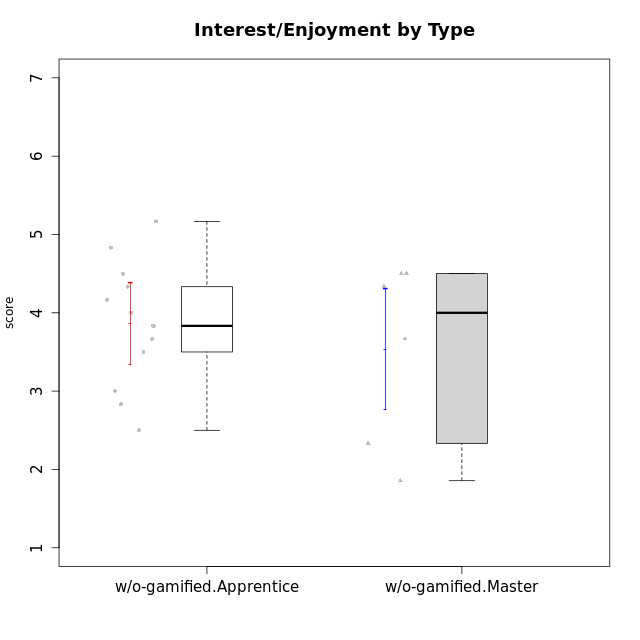 Interest/Enjoyment by Type
7
6
5
4
3
2
1
score
w/o-gamified.Apprentice
w/o-gamified.Master